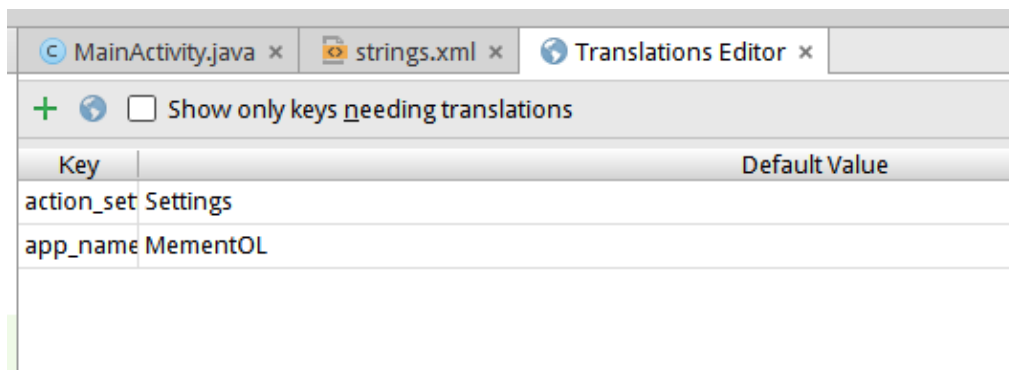 MainActivity.java × strings.xml × Translations Editor ×
Show only keys needing translations
Key Default Value
action_set Settings
app_name MementOL